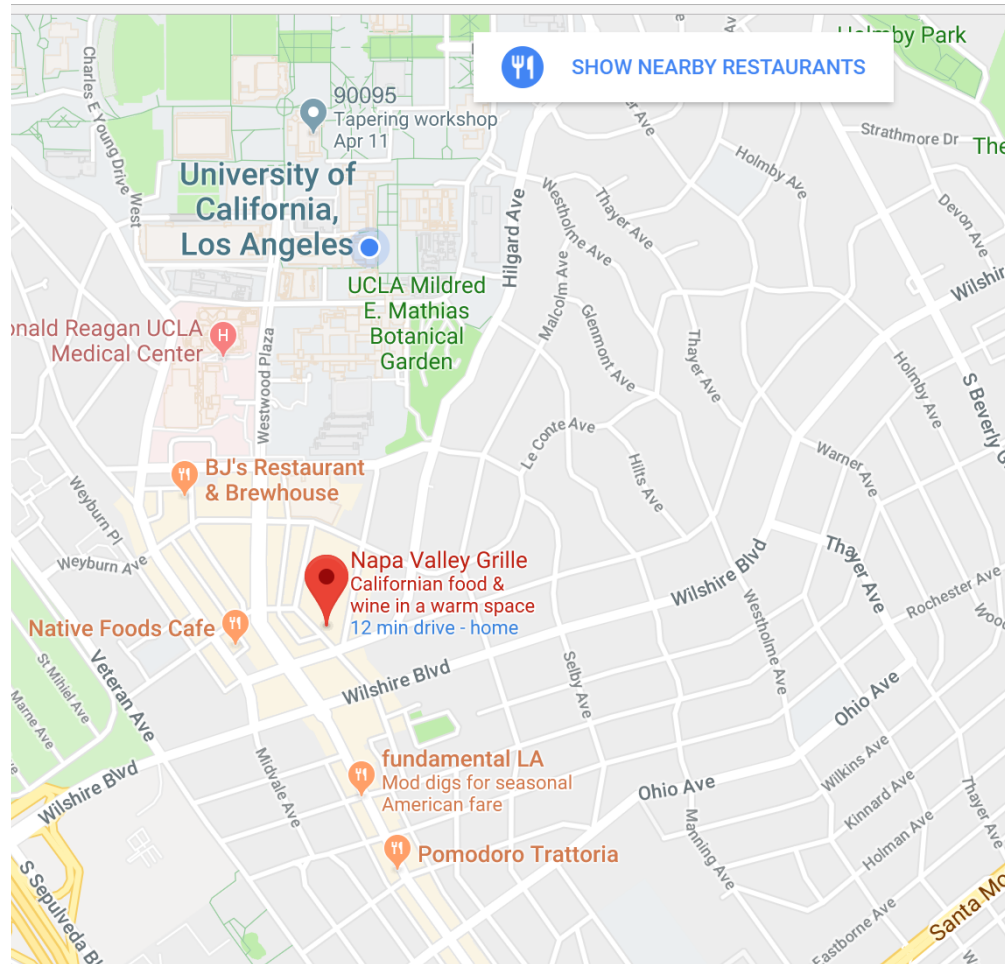 Holmby Park
SHOW NEARBY RESTAURANTS
90095
Tapering workshop
Apr 11
Charles E Young Drive West
Strathmore Dr
The
Holmby Ave
Devon Ave
University of
California,
Los Angeles
Westholme Ave
Thayer Ave
Hilgard Ave
Malcolm Ave
Wilshire
UCLA Mildred
E. Mathias
Botanical
Garden
Glenmont Ave
Thayer Ave
onald Reagan UCLA
Medical Center
Westwood Plaza
Holmby Ave
S Beverly G
Le Conte Ave
Hilts Ave
Warner Ave
BJ's Restaurant
& Brewhouse
Weyburn Pl
Weyburn Ave
Napa Valley Grille
Californian food &
wine in a warm space
12 min drive - home
Wilshire Blvd
Thayer Ave
Rochester Ave
Wood
Westholme Ave
Native Foods Cafe
St Mihiel Ave
Veteran Ave
Marne Ave
Wilshire Blvd
Selby Ave
Ohio Ave
Midvale Ave
fundamental LA
Mod digs for seasonal
American fare
Wilshire Blvd
Ohio Ave
Wilkins Ave
Kinnard Ave
Thayer Ave
Manning Ave
Holman Ave
Pomodoro Trattoria
S Sepulveda Bl
Eastborne Ave
Santa Mo
W